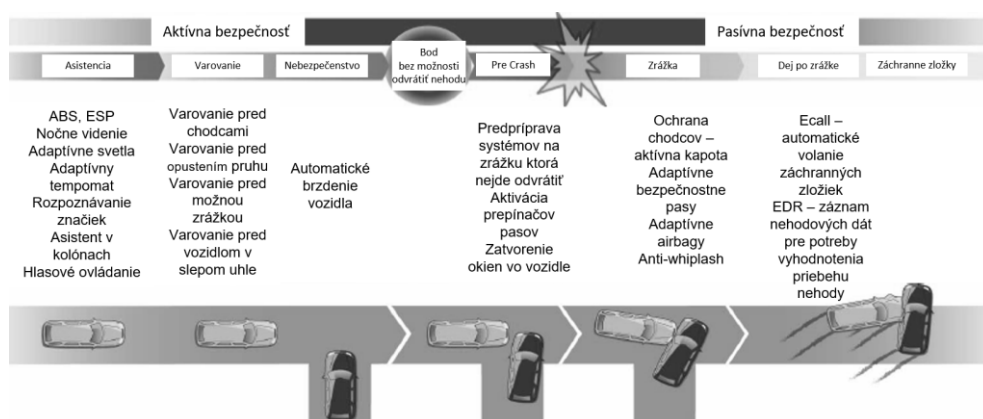 Aktívna bezpečnosť
Pasívna bezpečnosť
Asistencia
Varovanie
Nebezpečenstvo
Bod
bez možnosti
odvrátiť nehodu
Pre Crash
Zrážka
Dej po zrážke
Záchranne zložky
ABS, ESP
Nočne videnie
Adaptívne svetla
Adaptívny
tempomat
Rozpoznávanie
značiek
Asistent v
kolónach
Hlasové ovládanie
Varovanie pred
chodcami
Varovanie pred
opustením pruhu
Varovanie pred
možnou
zrážkou
Varovanie pred
vozidlom v
slepom uhle
Automatické
brzdenie
vozidla
Predpríprava
systémov na
zrážku ktorá
nejde odvrátiť
Aktivácia
prepínačov
pasov
Zatvorenie
okien vo vozidle
Ochrana
chodcov –
aktívna kapota
Adaptívne
bezpečnostne
pasy
Adaptívne
airbagy
Anti-whiplash
Ecall –
automatické
volanie
záchranných
zložiek
EDR – záznam
nehodových dát
pre potreby
vyhodnotenia
priebehu
nehody